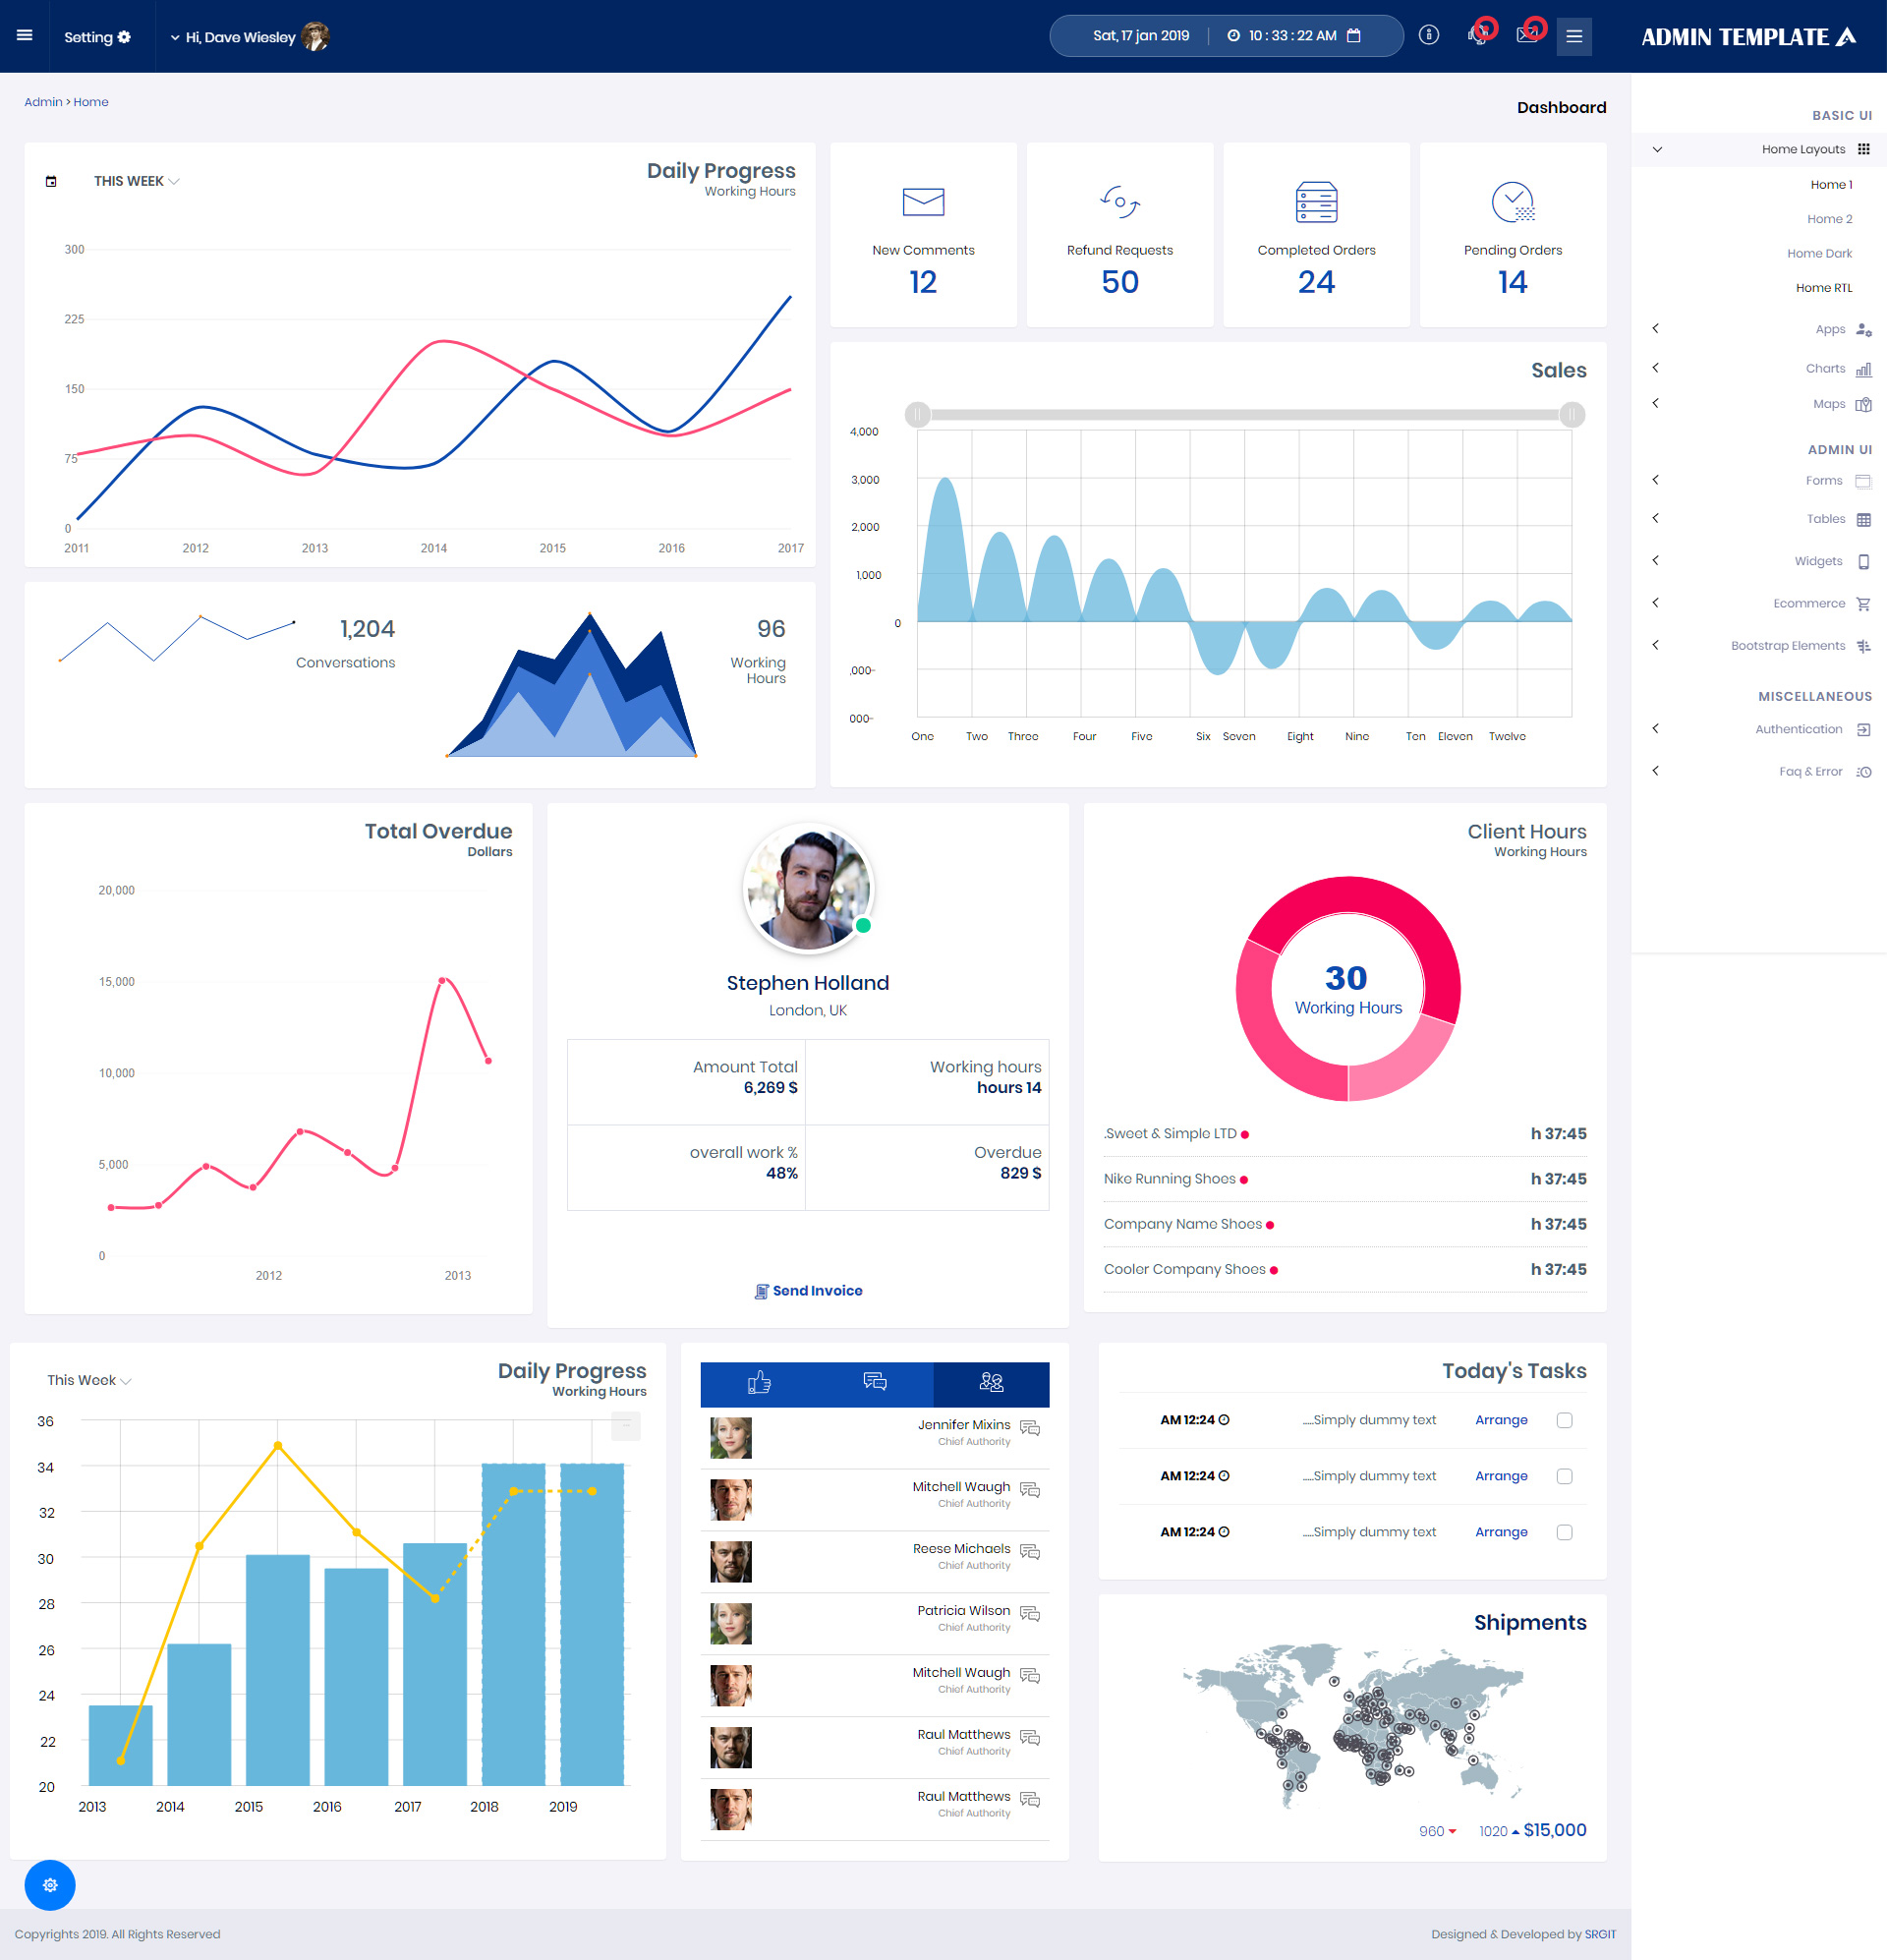 Setting
Hi, Dave Wiesley
Sat, 17 jan 2019
10 : 33 : 22 AM
ADMIN TEMPLATE
Admin > Home
Dashboard
THIS WEEK
Daily Progress
Working Hours
300
225
150
75
0
2011 2012 2013 2014 2015 2016 2017
New Comments
12
Refund Requests
50
Completed Orders
24
Pending Orders
14
Sales
4,000
3,000
2,000
1,000
0
,000-
000-
One Two Three Four Five Six Seven Eight Nine Ten Eleven Twelve
1,204
Conversations
96
Working
Hours
Total Overdue
Dollars
20,000
15,000
10,000
5,000
0
2012 2013
Stephen Holland
London, UK
Amount Total
6,269 $
Working hours
hours 14
overall work %
48%
Overdue
829 $
Send Invoice
Client Hours
Working Hours
30
Working Hours
.Sweet & Simple LTD h 37:45
Nike Running Shoes h 37:45
Company Name Shoes h 37:45
Cooler Company Shoes h 37:45
This Week
Daily Progress
Working Hours
36
34
32
30
28
26
24
22
20
2013 2014 2015 2016 2017 2018 2019
Jennifer Mixins
Chief Authority
Mitchell Waugh
Chief Authority
Reese Michaels
Chief Authority
Patricia Wilson
Chief Authority
Mitchell Waugh
Chief Authority
Raul Matthews
Chief Authority
Raul Matthews
Chief Authority
Today's Tasks
AM 12:24 .....Simply dummy text Arrange
AM 12:24 .....Simply dummy text Arrange
AM 12:24 .....Simply dummy text Arrange
Shipments
960 1020 $15,000
BASIC UI
Home Layouts
Home 1
Home 2
Home Dark
Home RTL
Apps
Charts
Maps
ADMIN UI
Forms
Tables
Widgets
Ecommerce
Bootstrap Elements
MISCELLANEOUS
Authentication
Faq & Error
Copyrights 2019. All Rights Reserved
Designed & Developed by SRGIT